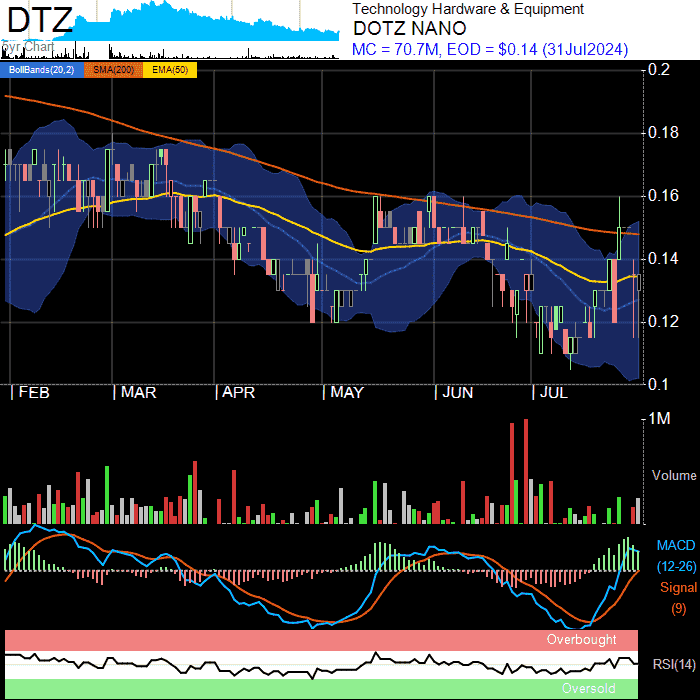 DTZ
6yr Chart
Technology Hardware & Equipment
DOTZ NANO
MC = 70.7M, EOD = $0.14 (31Jul2024)
BollBands(20,2) SMA(200) EMA(50)
0.2
0.18
0.16
0.14
0.12
0.1
| FEB | MAR | APR | MAY | JUN | JUL
1M
Volume
MACD
(12-26)
Signal
(9)
Overbought
RSI(14)
Oversold